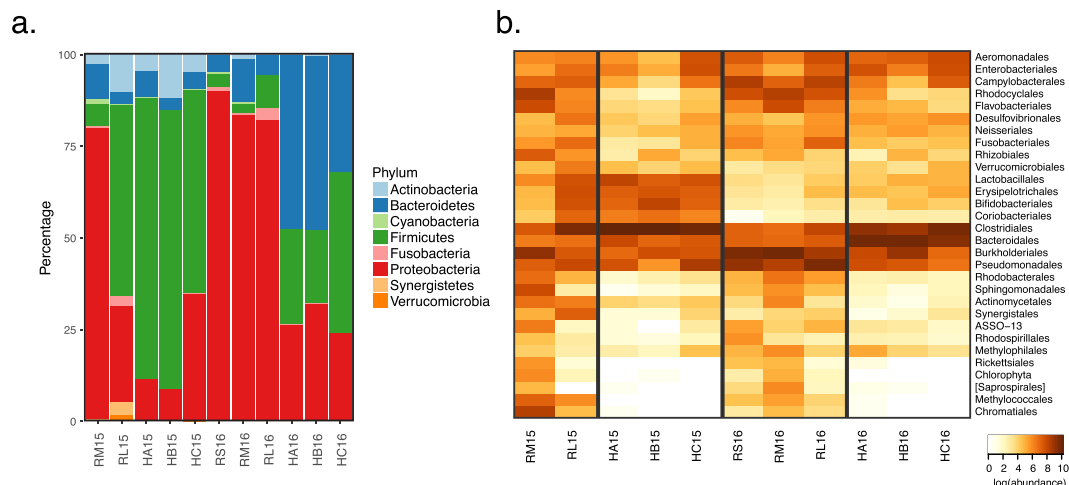 a.
100
75
50
25
0
Percentage
RM15 RL15 HA15 HB15 HC15 RS16 RM16 RL16 HA16 HB16 HC16
Phylum
Actinobacteria
Bacteroidetes
Cyanobacteria
Firmicutes
Fusobacteria
Proteobacteria
Synergistetes
Verrucomicrobia
b.
Aeromonadales
Enterobacteriales
Campylobacterales
Rhodocyclales
Flavobacteriales
Desulfovibrionales
Neisseriales
Fusobacteriales
Rhizobiales
Verrucomicrobiales
Lactobacillales
Erysipelotrichales
Bifidobacteriales
Coriobacteriales
Clostridiales
Bacteroidales
Burkholderiales
Pseudomonadales
Rhodobacterales
Sphingomonadales
Actinomycetales
Synergistales
ASSO−13
Rhodospirillales
Methylophilales
Rickettsiales
Chlorophyta
[Saprospirales]
Methylococcales
Chromatiales
RM15 RL15 HA15 HB15 HC15 RS16 RM16 RL16 HA16 HB16 HC16
0 2 4 6 8 10
log(abundance)